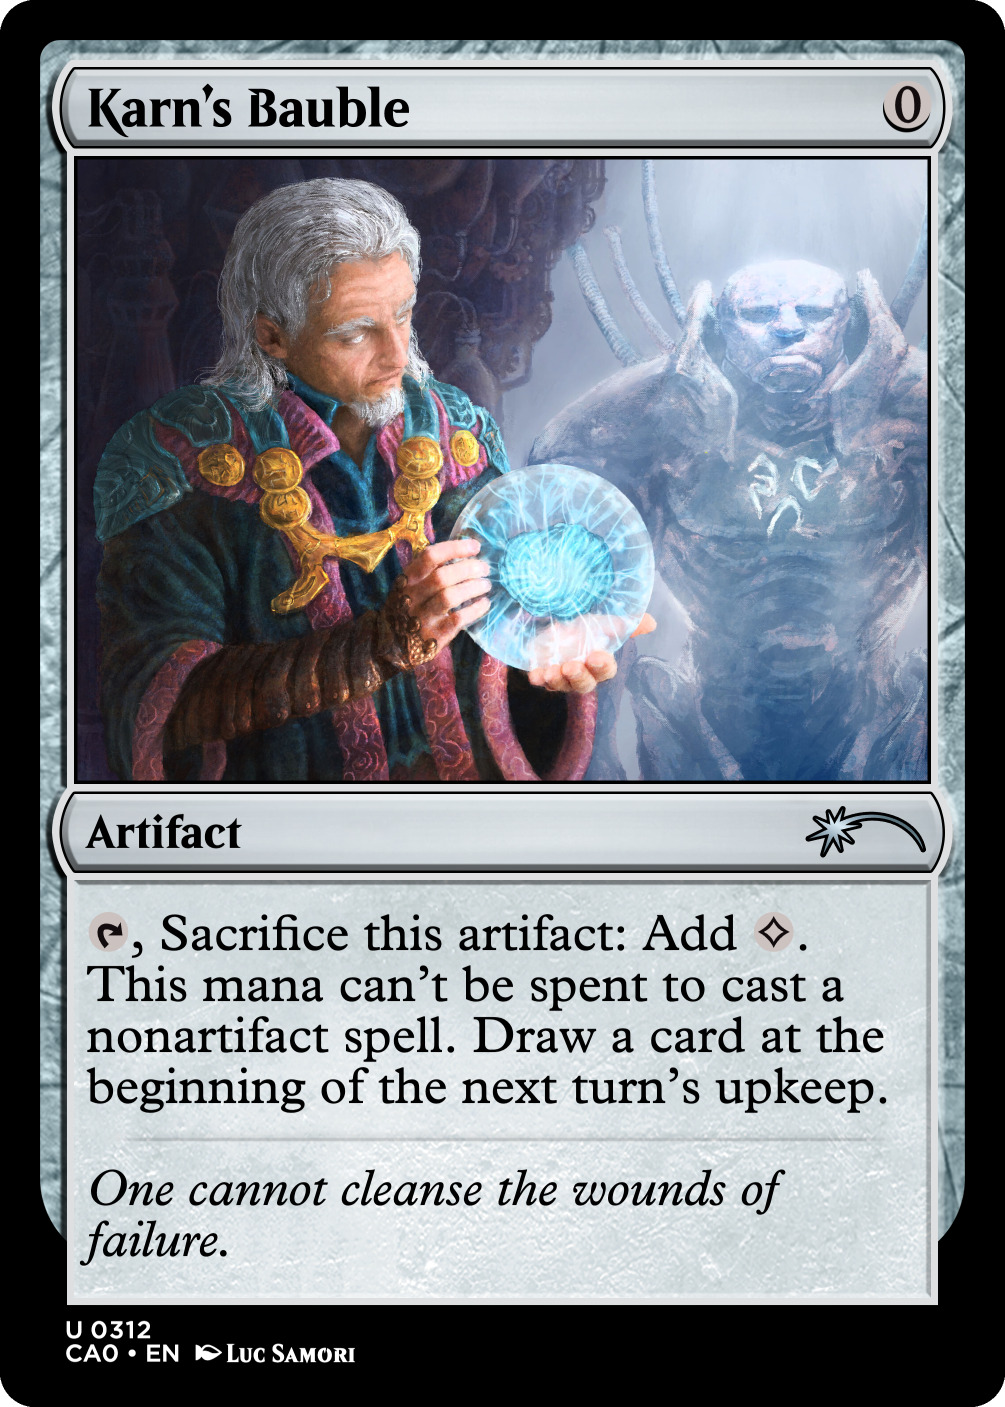 Karn's Bauble 0
Artifact
, Sacrifice this artifact: Add .
This mana can't be spent to cast a
nonartifact spell. Draw a card at the
beginning of the next turn's upkeep.
One cannot cleanse the wounds of
failure.
U 0312
CAO • EN Luc Samori